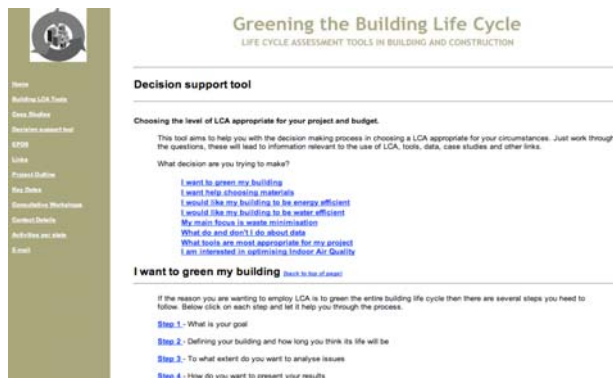 Greening the Building Life Cycle
LIFE CYCLE ASSESSMENT TOOLS IN BUILDING AND CONSTRUCTION
Home
Building LCA Tools
Case Studies
Decision support tool
EPDS
Links
Project Outline
Key Dates
Consultative Workshops
Contact Details
Activities per state
E-mail
Decision support tool
Choosing the level of LCA appropriate for your project and budget.
This tool aims to help you with the decision making process in choosing a LCA appropriate for your circumstances. Just work through
the questions, these will lead to information relevant to the use of LCA, tools, data, case studies and other links.
What decision are you trying to make?
I want to green my building
I want help choosing materials
I would like my building to be energy efficient
I would like my building to be water efficient
My main focus is waste minimisation
What do and don't I do about data
What tools are most appropriate for my project
I am interested in optimising Indoor Air Quality
I want to green my building (back to top of page)
If the reason you are wanting to employ LCA is to green the entire building life cycle then there are several steps you need to
follow. Below click on each step and let it help you through the process.
Step 1 - What is your goal
Step 2 - Defining your building and how long you think its life will be
Step 3 - To what extent do you want to analyse issues
Step 4 - How do you want to present your results